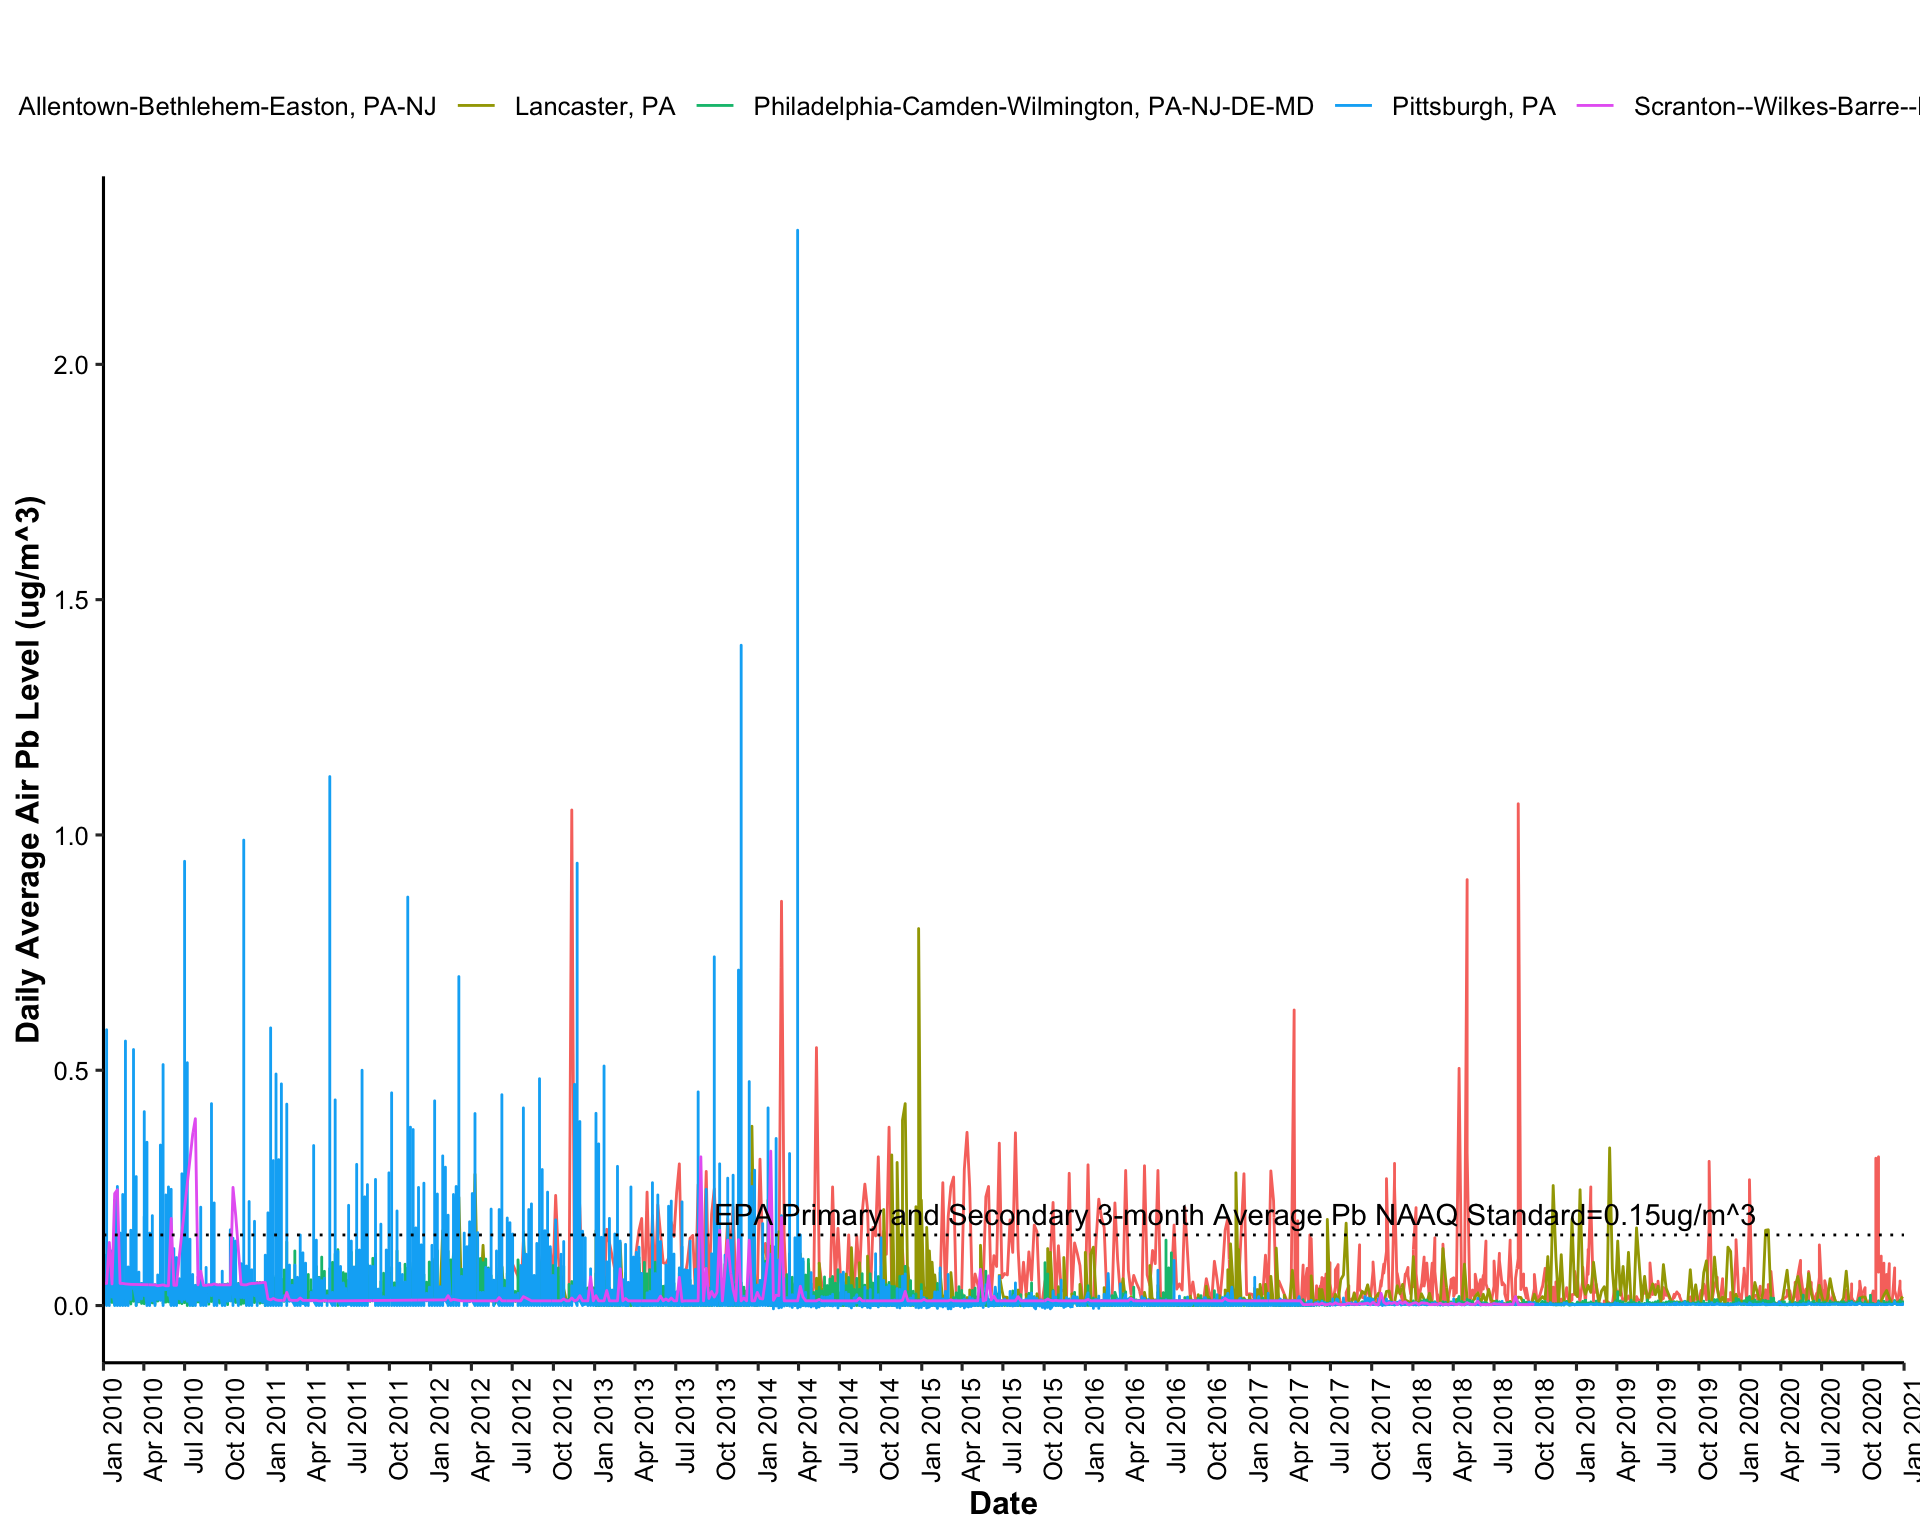 Allentown-Bethlehem-Easton, PA-NJ Lancaster, PA Philadelphia-Camden-Wilmington, PA-NJ-DE-MD Pittsburgh, PA Scranton--Wilkes-Barre--
Daily Average Air Pb Level (ug/m^3)
2.0
1.5
1.0
0.5
0.0
EPA Primary and Secondary 3-month Average Pb NAAQ Standard=0.15ug/m^3
Jan 2010
Apr 2010
Jul 2010
Oct 2010
Jan 2011
Apr 2011
Jul 2011
Oct 2011
Jan 2012
Apr 2012
Jul 2012
Oct 2012
Jan 2013
Apr 2013
Jul 2013
Oct 2013
Jan 2014
Apr 2014
Jul 2014
Oct 2014
Jan 2015
Apr 2015
Jul 2015
Oct 2015
Jan 2016
Apr 2016
Jul 2016
Oct 2016
Jan 2017
Apr 2017
Jul 2017
Oct 2017
Jan 2018
Apr 2018
Jul 2018
Oct 2018
Jan 2019
Apr 2019
Jul 2019
Oct 2019
Jan 2020
Apr 2020
Jul 2020
Oct 2020
Jan 2021
Date